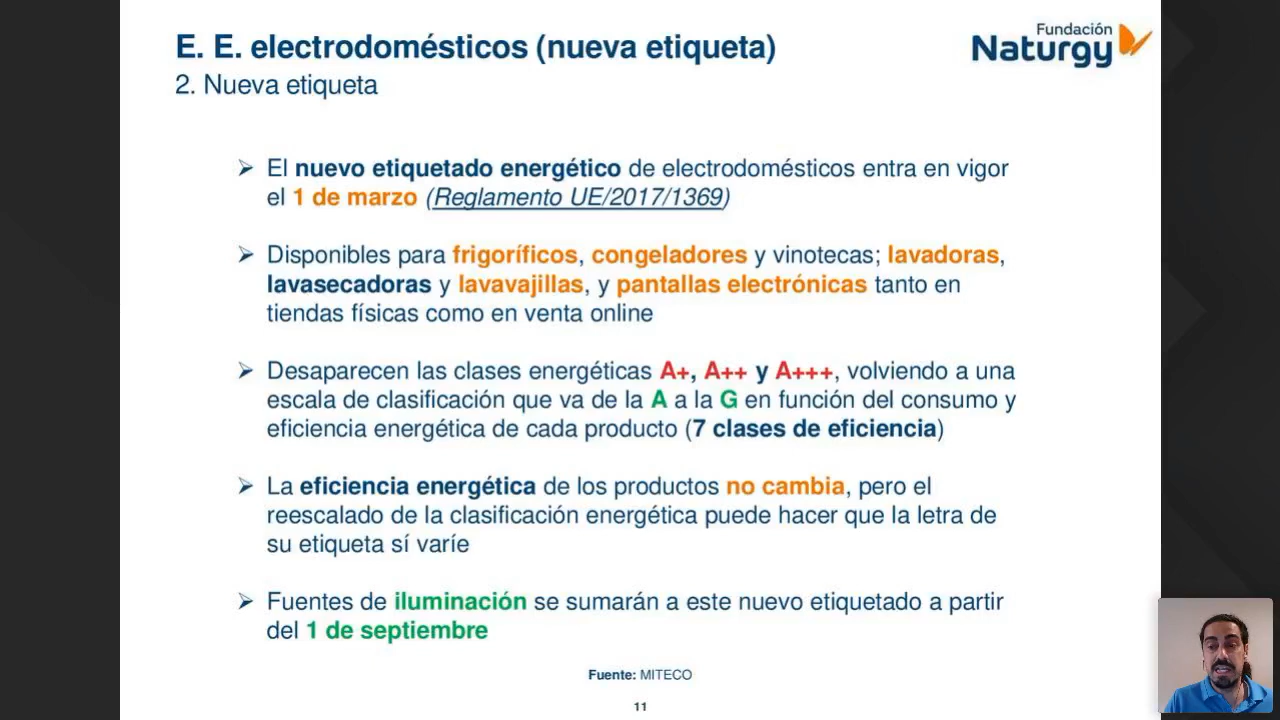 E. E. electrodomésticos (nueva etiqueta)
Fundación
Naturgy
2. Nueva etiqueta
El nuevo etiquetado energético de electrodomésticos entra en vigor
el 1 de marzo (Reglamento UE/2017/1369)
Disponibles para frigoríficos, congeladores y vinotecas; lavadoras,
lavasecadoras y lavavajillas, y pantallas electrónicas tanto en
tiendas físicas como en venta online
Desaparecen las clases energéticas A+, A++ y A+++, volviendo a una
escala de clasificación que va de la A a la G en función del consumo y
eficiencia energética de cada producto (7 clases de eficiencia)
La eficiencia energética de los productos no cambia, pero el
reescalado de la clasificación energética puede hacer que la letra de
su etiqueta sí varíe
Fuentes de iluminación se sumarán a este nuevo etiquetado a partir
del 1 de septiembre
Fuente: MITECO
11